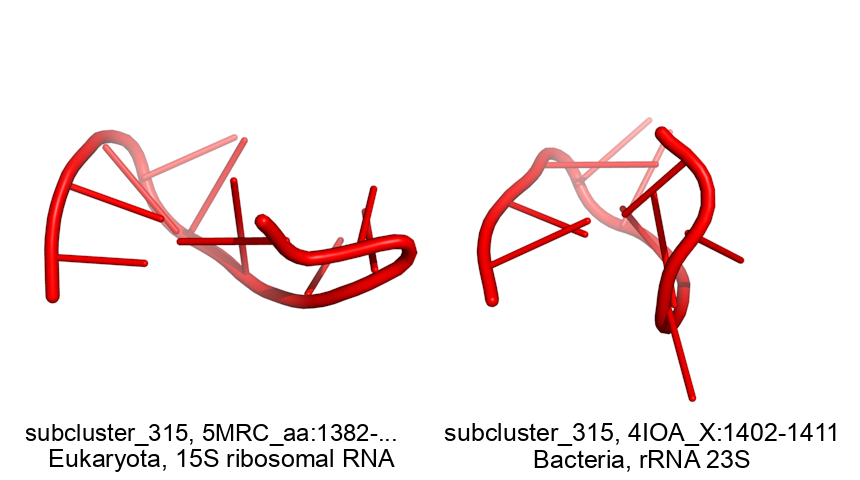 subcluster_315, 5MRC_aa:1382-...
Eukaryota, 15S ribosomal RNA
subcluster_315, 4IOA_X:1402-1411
Bacteria, rRNA 23S